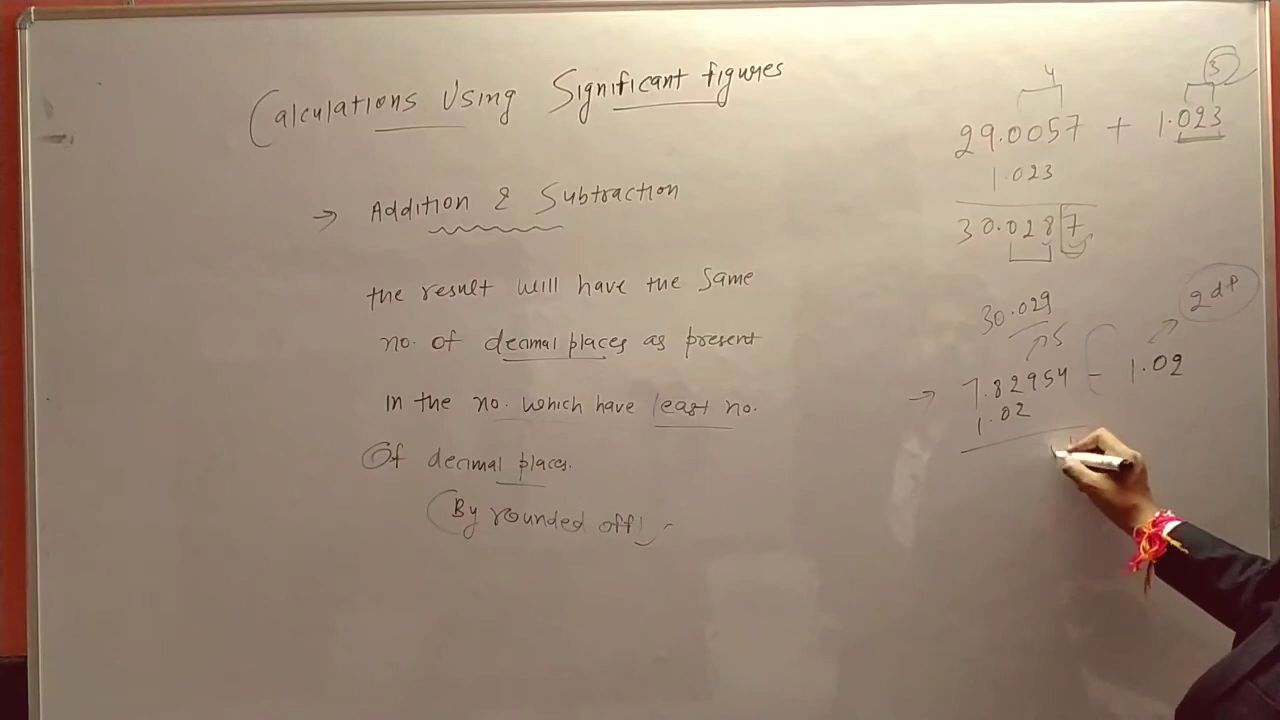 Calculations Using Significant figures
→ Addition & Subtraction
the result will have the same
no. of decimal places as present
in the no. which have least no.
Of decimal places.
(By rounded off!
4
3
29.0057 + 1.023
1.023
30.0287
30.029
2dp
5
→ 7.82954 - 1.02
1.02